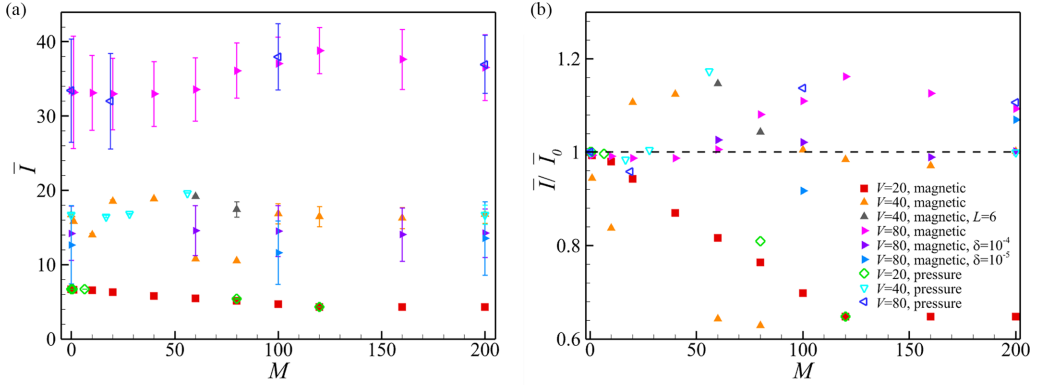 (a)
40
30
20
10
0
Ī
0
50
100
150
200
M
(b)
1.2
1
0.8
0.6
Ī/ Ī₀
V=20, magnetic
V=40, magnetic
V=40, magnetic, L=6
V=80, magnetic
V=80, magnetic, δ=10⁻⁴
V=80, magnetic, δ=10⁻⁵
V=20, pressure
V=40, pressure
V=80, pressure
0
50
100
150
200
M